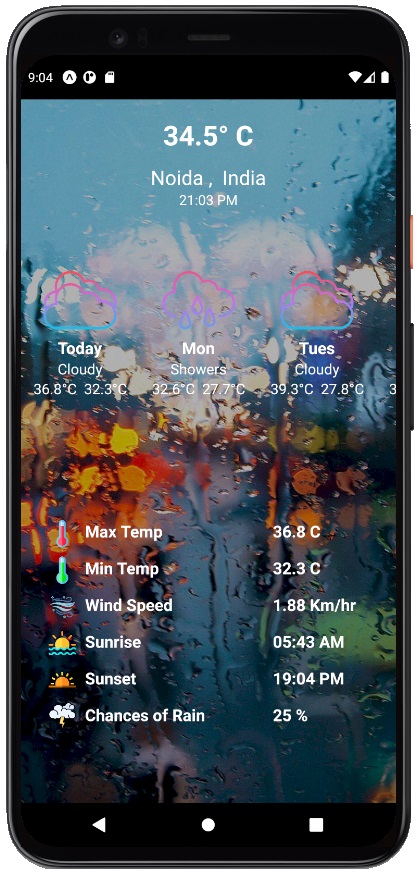 9:04
34.5° C
Noida , India
21:03 PM
Today Mon Tues
Cloudy Showers Cloudy
36.8°C 32.3°C 32.6°C 27.7°C 39.3°C 27.8°C 3
Max Temp 36.8 C
Min Temp 32.3 C
Wind Speed 1.88 Km/hr
Sunrise 05:43 AM
Sunset 19:04 PM
Chances of Rain 25 %